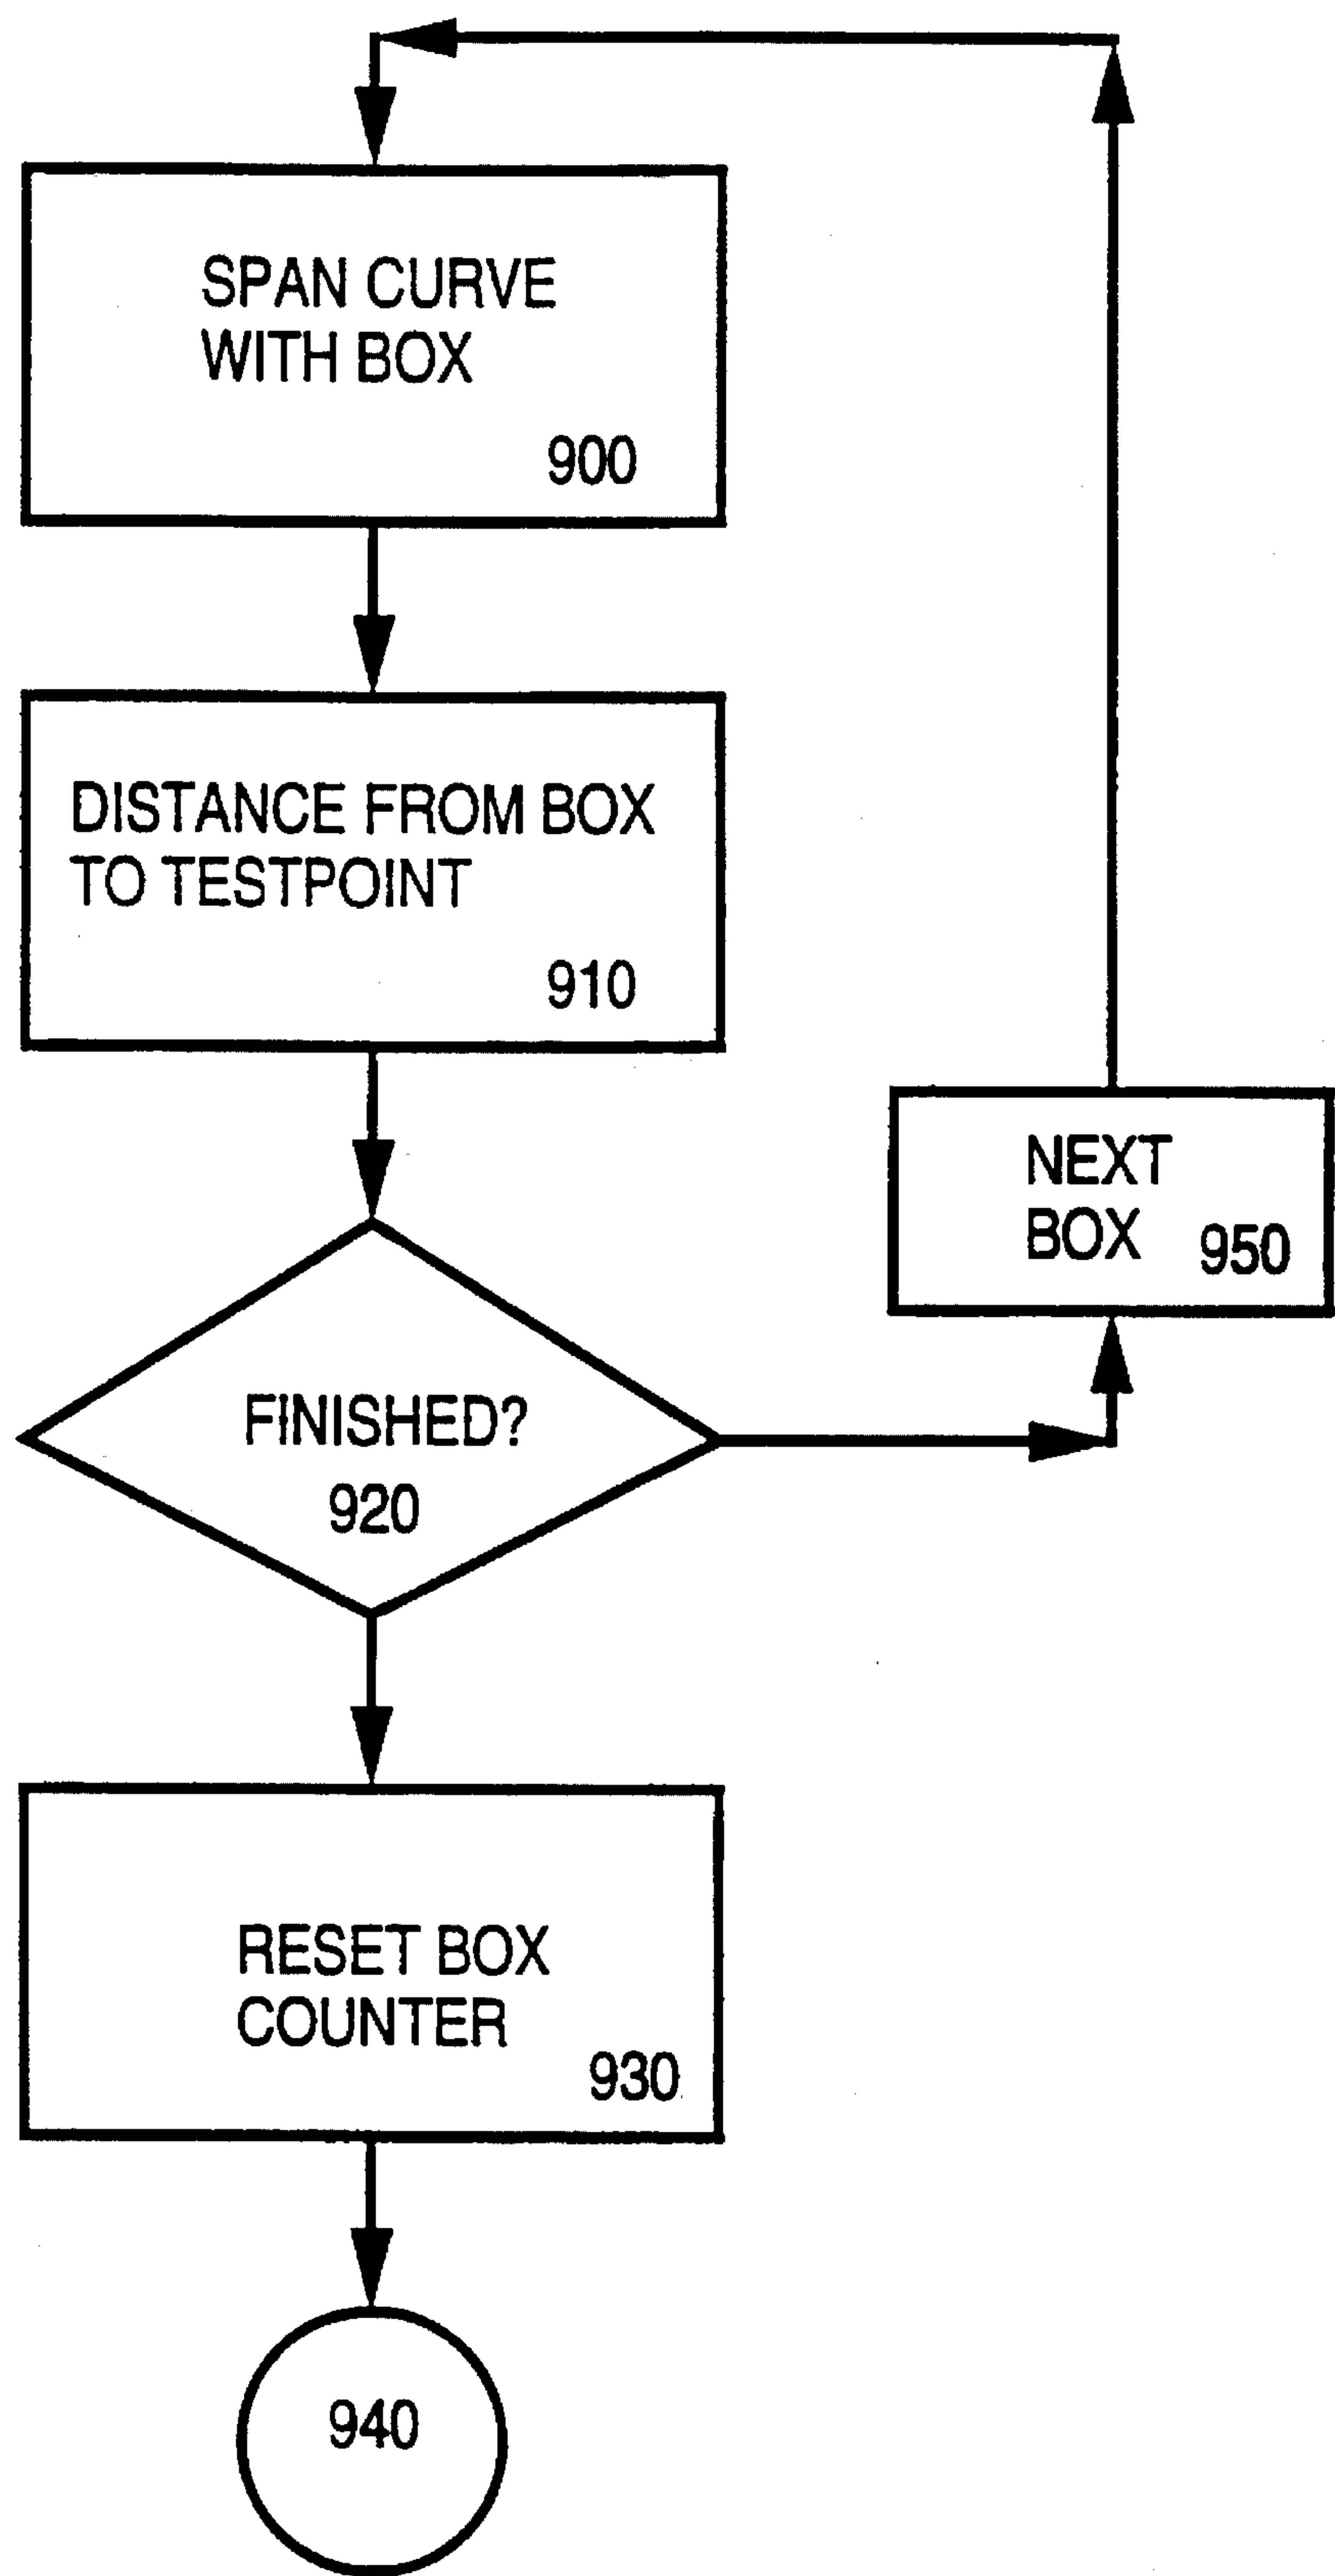 SPAN CURVE
WITH BOX
900
DISTANCE FROM BOX
TO TESTPOINT
910
NEXT
BOX
950
FINISHED?
920
RESET BOX
COUNTER
930
940